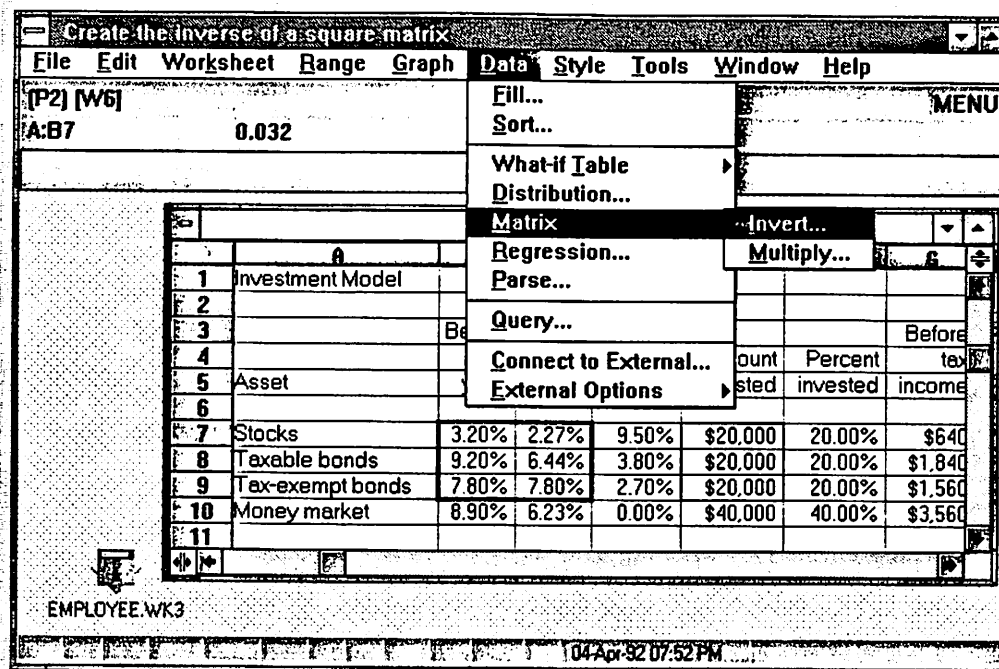 Create the inverse of a square matrix
File Edit Worksheet Range Graph Data Style Tools Window Help
[P2] [W6] MENU
A:B7 0.032
Fill...
Sort...
What-if Table
Distribution...
Matrix
Regression...
Parse...
Query...
Connect to External...
External Options
Invert...
Multiply...
A G
1 Investment Model
2
3 Be Before
4 ount Percent tax
5 Asset y sted invested income
6
7 Stocks 3.20% 2.27% 9.50% $20,000 20.00% $640
8 Taxable bonds 9.20% 6.44% 3.80% $20,000 20.00% $1,840
9 Tax-exempt bonds 7.80% 7.80% 2.70% $20,000 20.00% $1,560
10 Money market 8.90% 6.23% 0.00% $40,000 40.00% $3,560
11
EMPLOYEE.WK3
04-Apr-92 07:52 PM